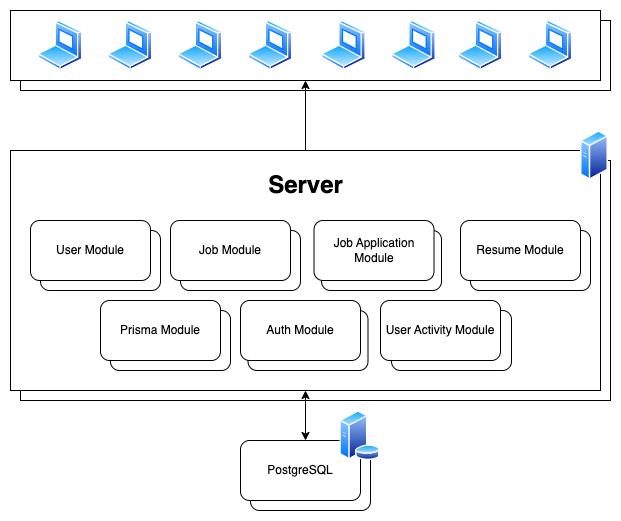 Server
User Module
Job Module
Job Application
Module
Resume Module
Prisma Module
Auth Module
User Activity Module
PostgreSQL